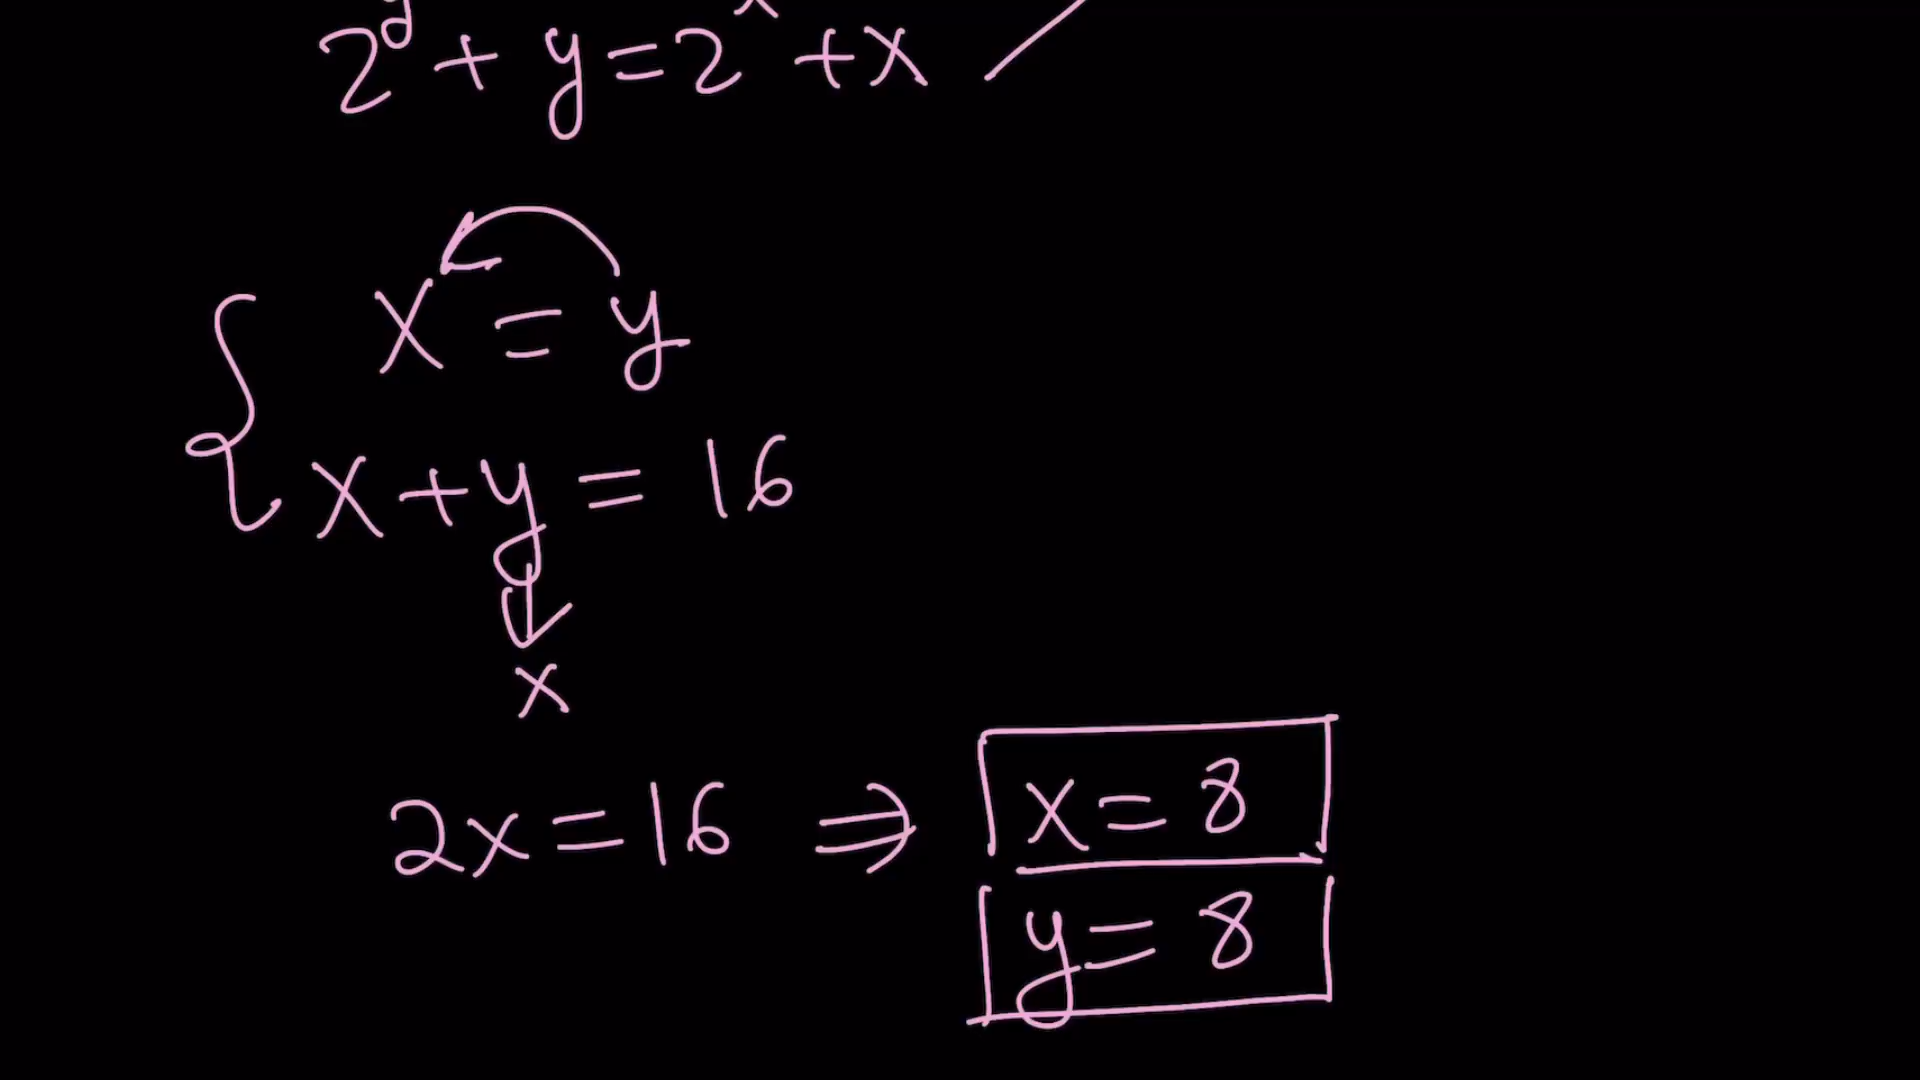 2^y + y = 2^x + x
x = y
x + y = 16
x
2x = 16 ⇒ x = 8
y = 8